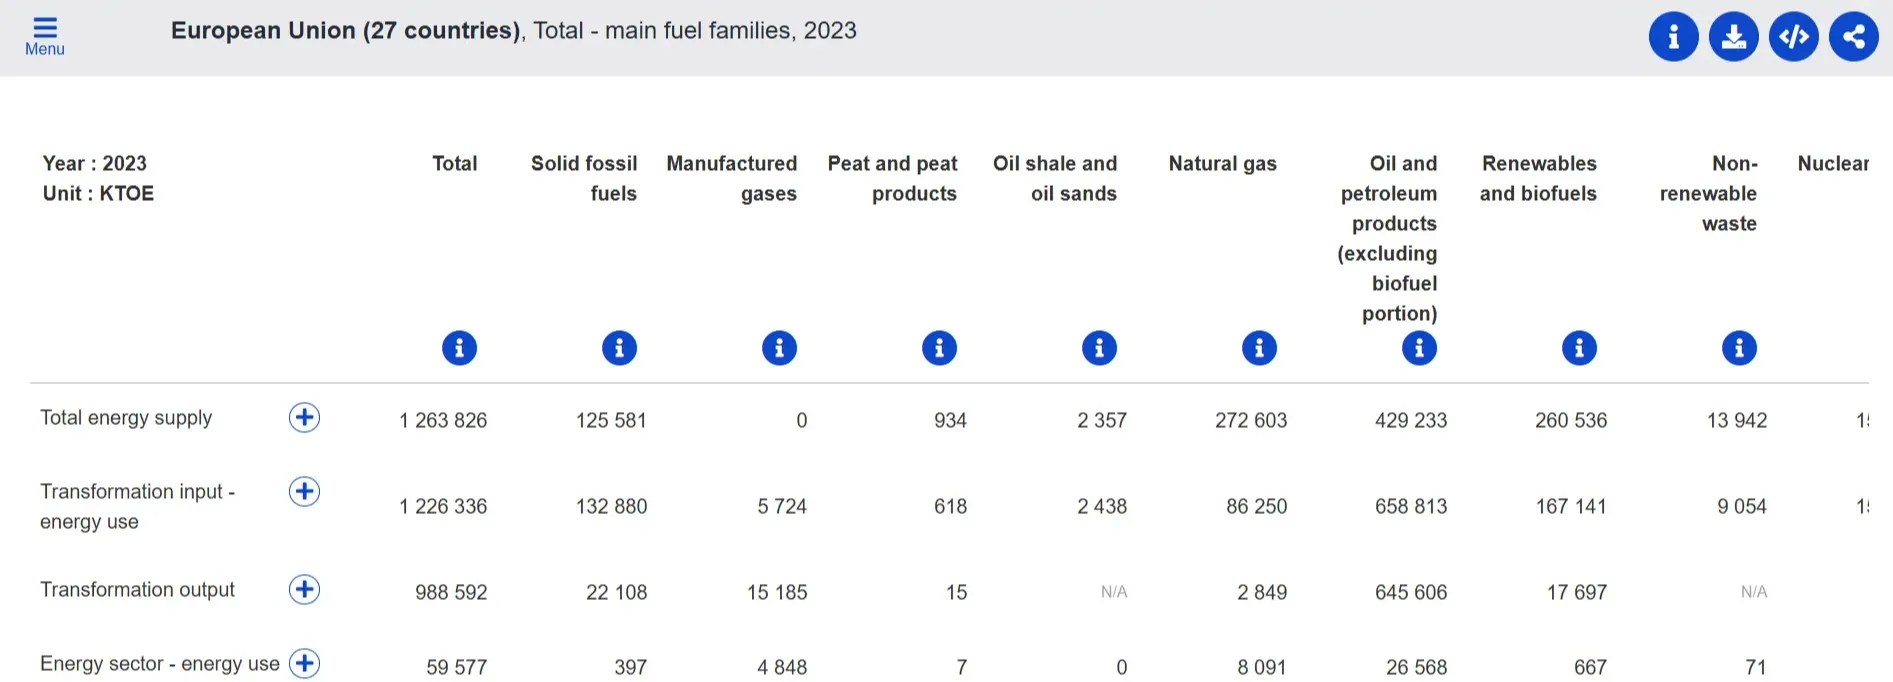 Menu
European Union (27 countries), Total - main fuel families, 2023
Year : 2023
Unit : KTOE
Total
Solid fossil
fuels
Manufactured
gases
Peat and peat
products
Oil shale and
oil sands
Natural gas
Oil and
petroleum
products
(excluding
biofuel
portion)
Renewables
and biofuels
Non-
renewable
waste
Nuclear
Total energy supply 1 263 826 125 581 0 934 2 357 272 603 429 233 260 536 13 942
Transformation input -
energy use 1 226 336 132 880 5 724 618 2 438 86 250 658 813 167 141 9 054
Transformation output 988 592 22 108 15 185 15 N/A 2 849 645 606 17 697 N/A
Energy sector - energy use 59 577 397 4 848 7 0 8 091 26 568 667 71